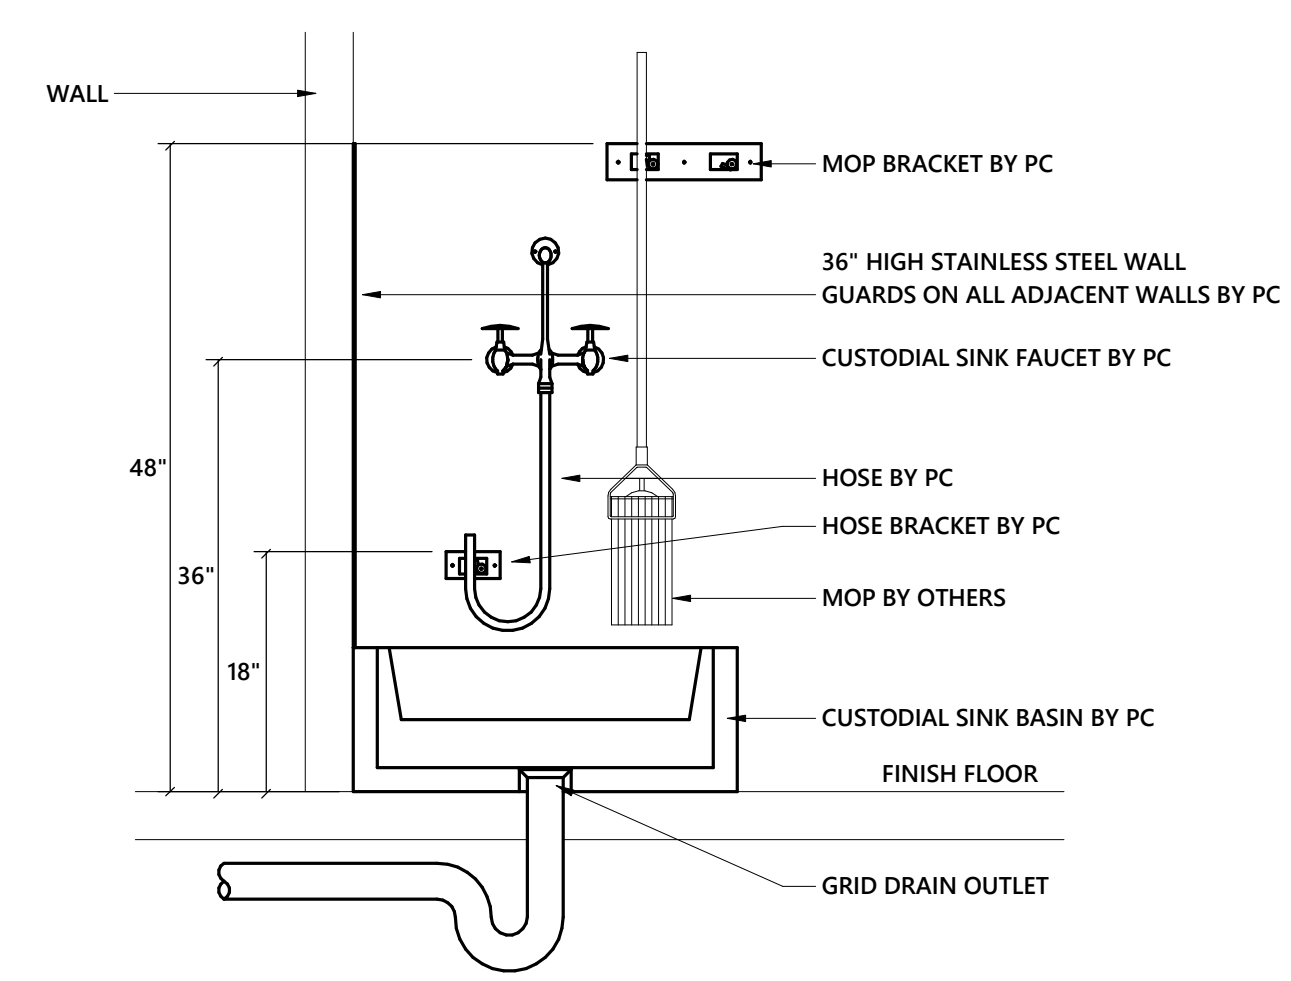 WALL
MOP BRACKET BY PC
36" HIGH STAINLESS STEEL WALL
GUARDS ON ALL ADJACENT WALLS BY PC
CUSTODIAL SINK FAUCET BY PC
48"
HOSE BY PC
HOSE BRACKET BY PC
36"
MOP BY OTHERS
18"
CUSTODIAL SINK BASIN BY PC
FINISH FLOOR
GRID DRAIN OUTLET